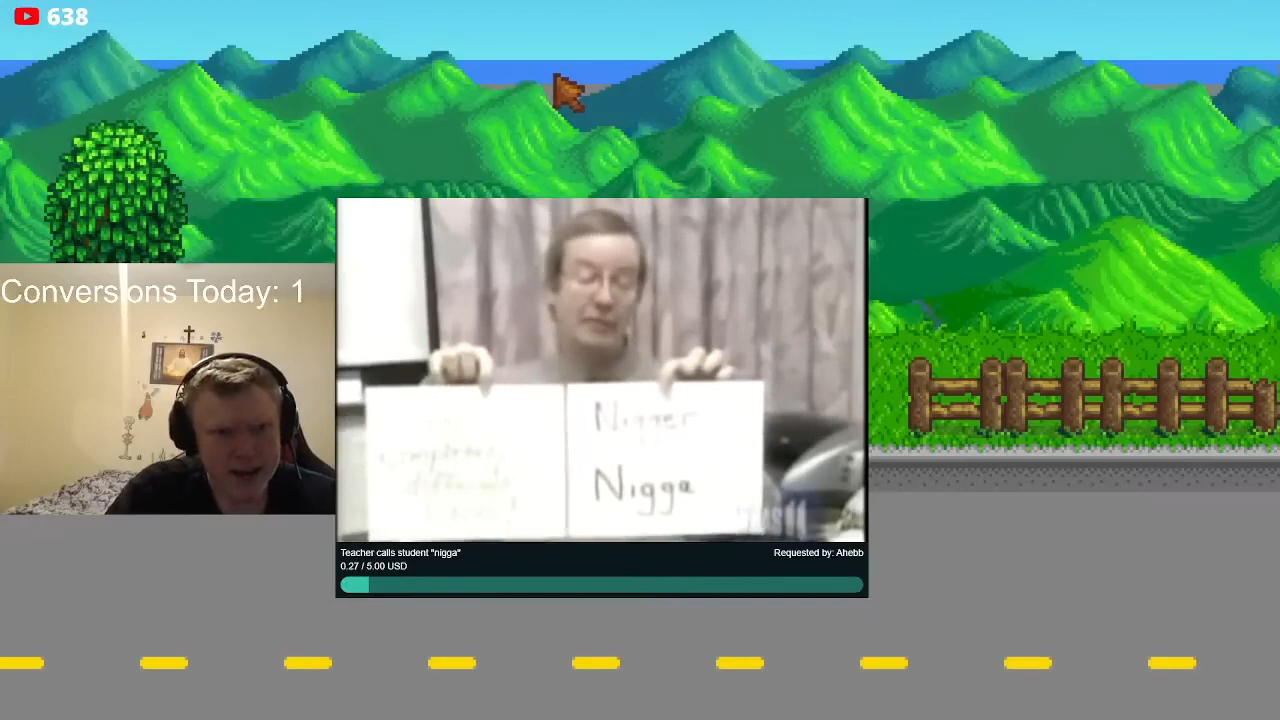 638
Conversions Today: 1
Nigger
Nigga
Teacher calls student "nigga"
Requested by: Ahebb
0.27 / 5.00 USD